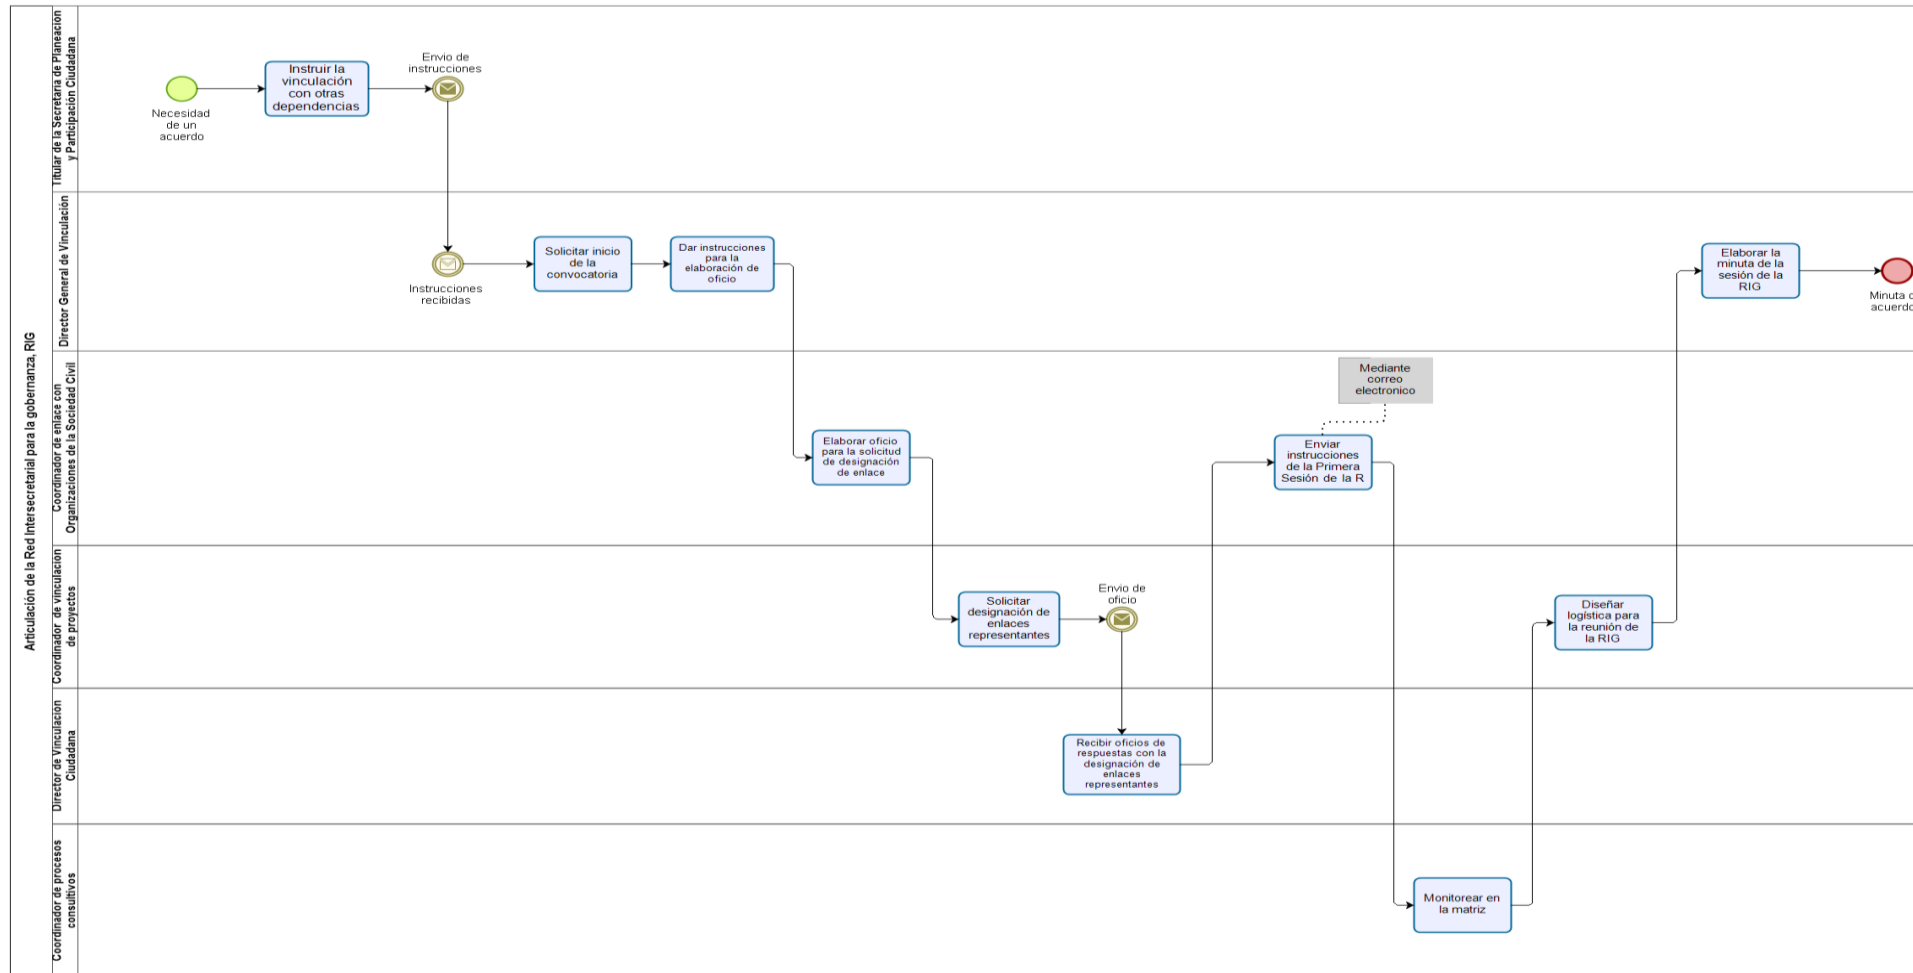 Articulación de la Red Intersecretarial para la gobernanza, RIG
Titular de la Secretaria de Planeacion
y Participación Ciudadana
Necesidad
de un
acuerdo
Instruir la
vinculación
con otras
dependencias
Envio de
instrucciones
Director General de Vinculación
Instrucciones
recibidas
Solicitar inicio
de la
convocatoria
Dar instrucciones
para la
elaboración de
oficio
Elaborar la
minuta de la
sesión de la
RIG
Minuta d
acuerdo
Coordinador de enlace con
Organizaciones de la Sociedad Civil
Elaborar oficio
para la solicitud
de designación
de enlace
Mediante
correo
electronico
Enviar
instrucciones
de la Primera
Sesión de la R
Coordinador de vinculacion
de proyectos
Solicitar
designación de
enlaces
representantes
Envio de
oficio
Diseñar
logística para
la reunión de
la RIG
Director de Vinculacion
Ciudadana
Recibir oficios de
respuestas con la
designación de
enlaces
representantes
Coordinador de procesos
consultivos
Monitorear en
la matriz